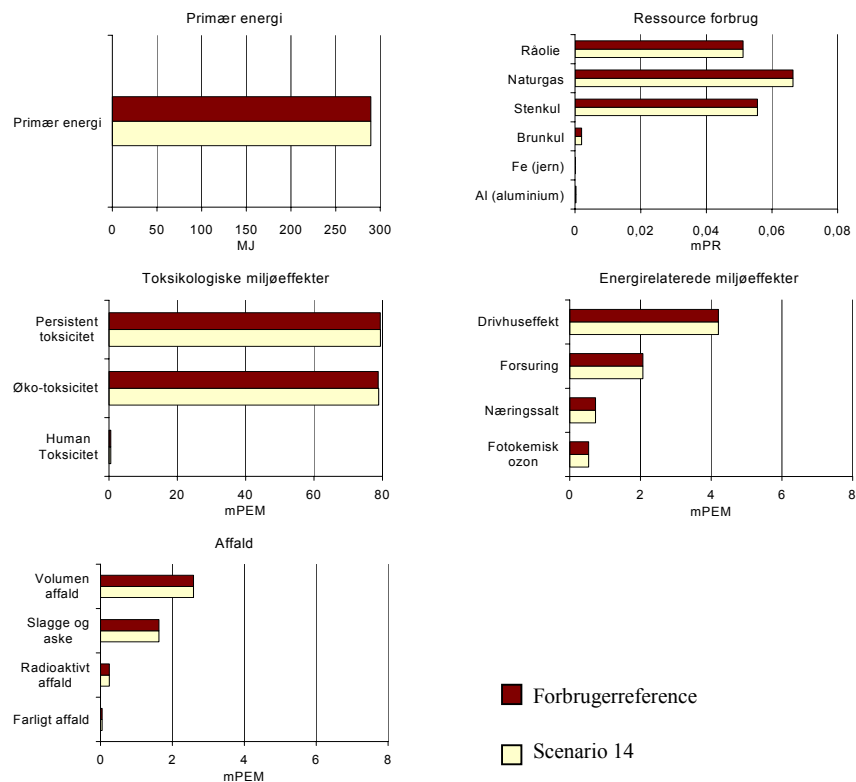 Primær energi
Primær energi
0 50 100 150 200 250 300
MJ
Ressource forbrug
Råolie
Naturgas
Stenkul
Brunkul
Fe (jern)
Al (aluminium)
0 0,02 0,04 0,06 0,08
mPR
Toksikologiske miljøeffekter
Persistent
toksicitet
Øko-toksicitet
Human
Toksicitet
0 20 40 60 80
mPEM
Energirelaterede miljøeffekter
Drivhuseffekt
Forsuring
Næringssalt
Fotokemisk
ozon
0 2 4 6 8
mPEM
Affald
Volumen
affald
Slagge og
aske
Radioaktivt
affald
Farligt affald
0 2 4 6 8
mPEM
Forbrugerreference
Scenario 14